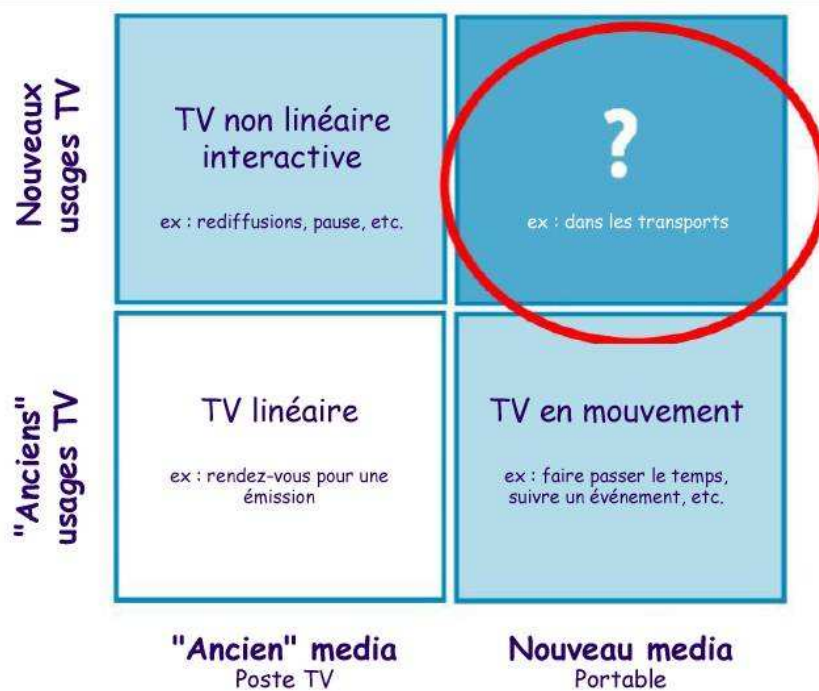 Nouveaux
usages TV
TV non linéaire
interactive
ex : rediffusions, pause, etc.
?
ex : dans les transports
"Anciens"
usages TV
TV linéaire
ex : rendez-vous pour une
émission
TV en mouvement
ex : faire passer le temps,
suivre un événement, etc.
"Ancien" media
Poste TV
Nouveau media
Portable